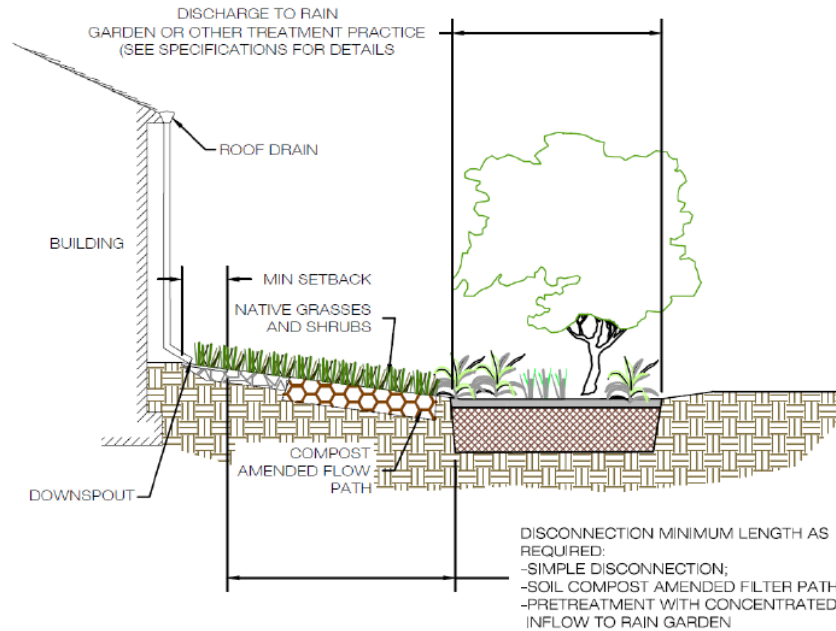 DISCHARGE TO RAIN
GARDEN OR OTHER TREATMENT PRACTICE
(SEE SPECIFICATIONS FOR DETAILS
ROOF DRAIN
BUILDING
MIN SETBACK
NATIVE GRASSES
AND SHRUBS
COMPOST
AMENDED FLOW
PATH
DOWNSPOUT
DISCONNECTION MINIMUM LENGTH AS
REQUIRED:
-SIMPLE DISCONNECTION;
-SOIL COMPOST AMENDED FILTER PATH
-PRETREATMENT WITH CONCENTRATED
INFLOW TO RAIN GARDEN